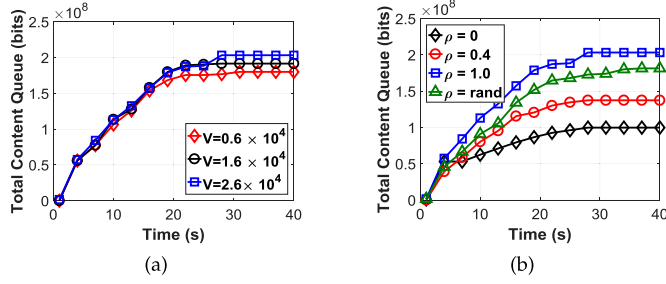 × 10⁸
2.5
2
1.5
1
0.5
0
0 10 20 30 40
Total Content Queue (bits)
Time (s)
V=0.6 × 10⁴
V=1.6 × 10⁴
V=2.6× 10⁴
(a)
× 10⁸
2.5
2
1.5
1
0.5
0
0 10 20 30 40
Total Content Queue (bits)
Time (s)
ρ = 0
ρ = 0.4
ρ = 1.0
ρ = rand
(b)